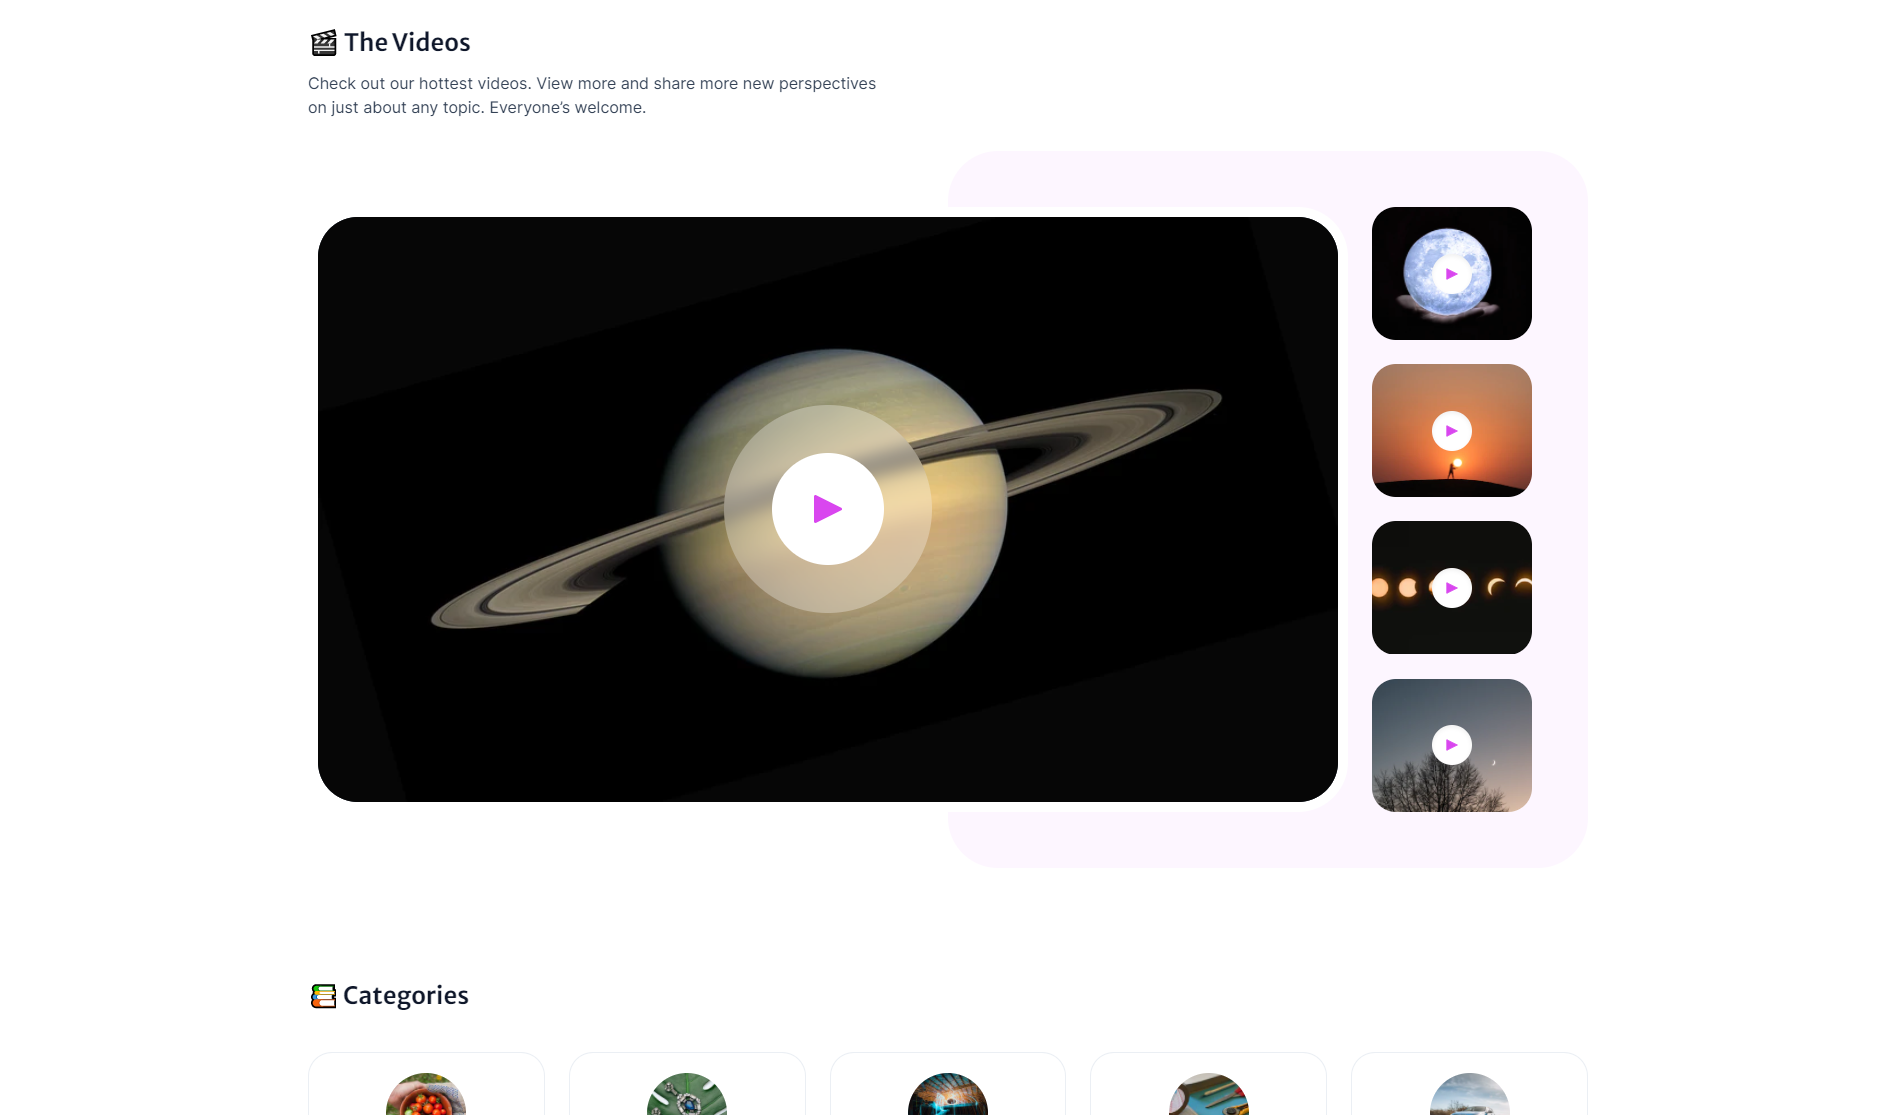 The Videos
Check out our hottest videos. View more and share more new perspectives
on just about any topic. Everyone’s welcome.
Categories